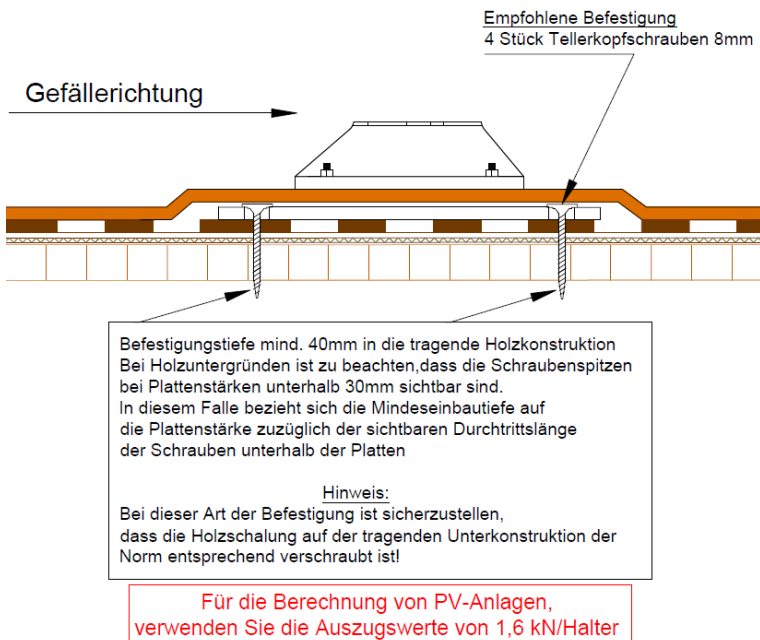 Empfohlene Befestigung
4 Stück Tellerkopfschrauben 8mm
Gefällerichtung
Befestigungstiefe mind. 40mm in die tragende Holzkonstruktion
Bei Holzuntergründen ist zu beachten,dass die Schraubenspitzen
bei Plattenstärken unterhalb 30mm sichtbar sind.
In diesem Falle bezieht sich die Mindeseinbautiefe auf
die Plattenstärke zuzüglich der sichtbaren Durchtrittslänge
der Schrauben unterhalb der Platten
Hinweis:
Bei dieser Art der Befestigung ist sicherzustellen,
dass die Holzschalung auf der tragenden Unterkonstruktion der
Norm entsprechend verschraubt ist!
Für die Berechnung von PV-Anlagen,
verwenden Sie die Auszugswerte von 1,6 kN/Halter